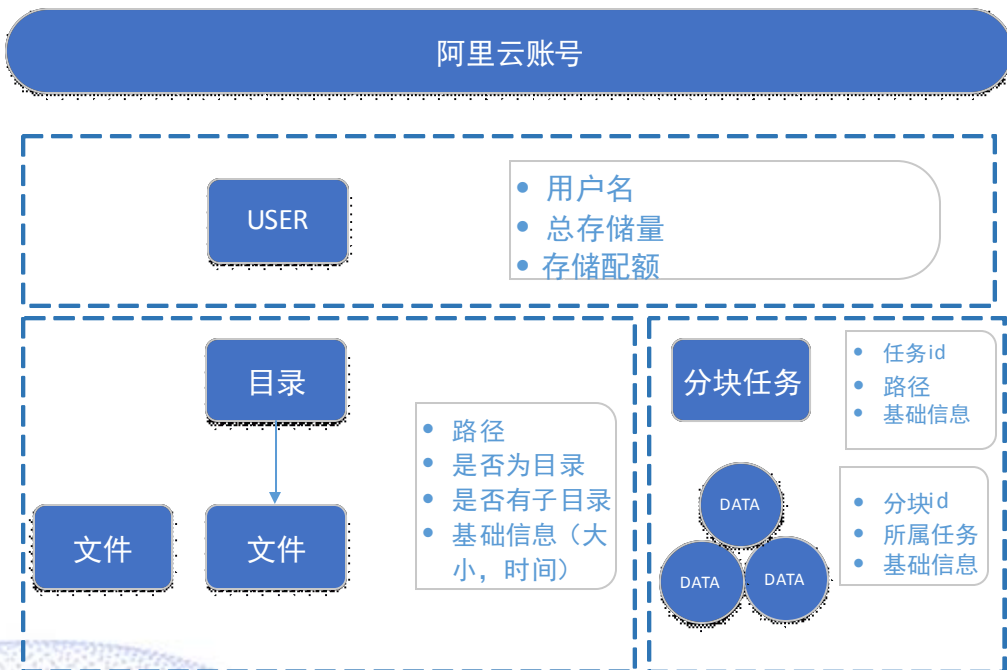 阿里云账号
USER
• 用户名
• 总存储量
• 存储配额
目录
文件
文件
• 路径
• 是否为目录
• 是否有子目录
• 基础信息（大
小，时间）
分块任务
• 任务id
• 路径
• 基础信息
DATA
DATA
DATA
• 分块id
• 所属任务
• 基础信息